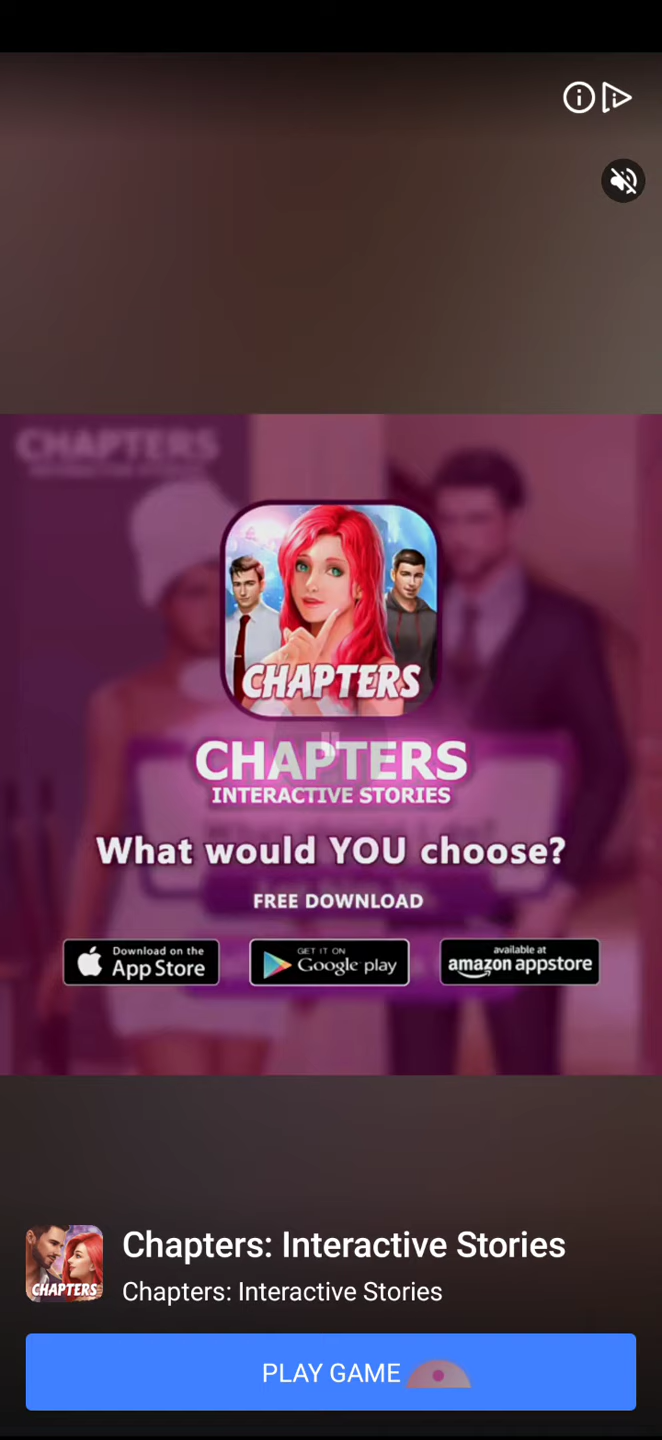 CHAPTERS
CHAPTERS
CHAPTERS
INTERACTIVE STORIES
What would YOU choose?
FREE DOWNLOAD
Download on the
App Store
GET IT ON
Google play
available at
amazon appstore
CHAPTERS
Chapters: Interactive Stories
Chapters: Interactive Stories
PLAY GAME